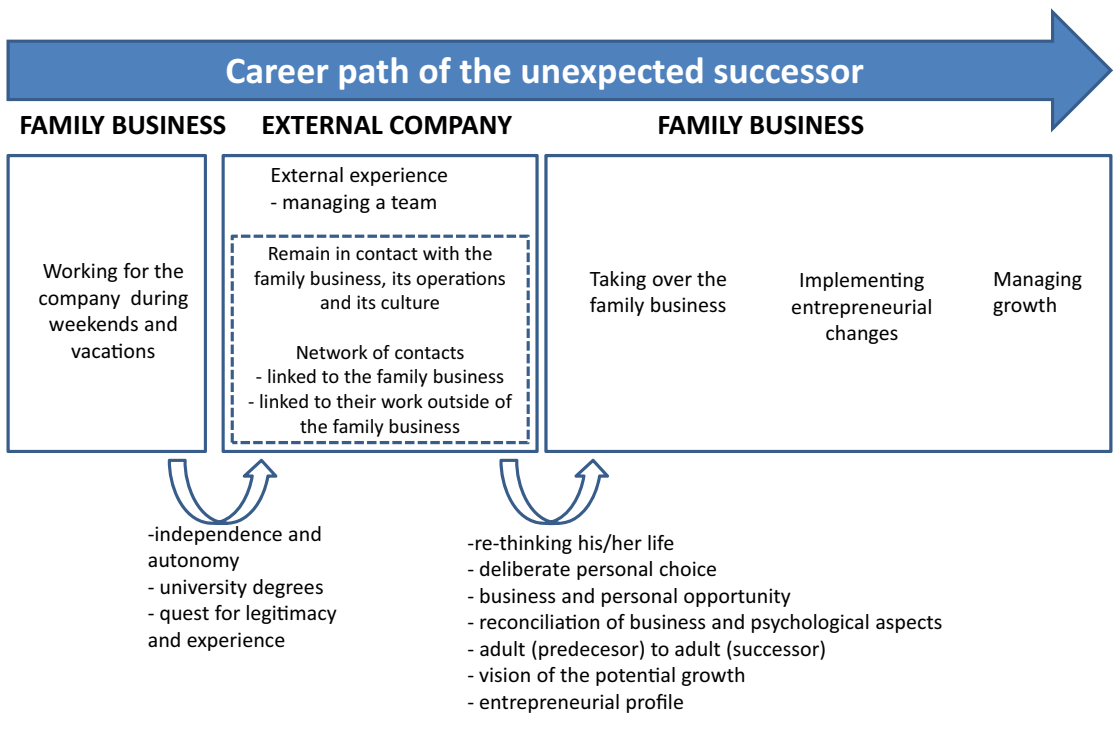 Career path of the unexpected successor
FAMILY BUSINESS
EXTERNAL COMPANY
FAMILY BUSINESS
Working for the
company during
weekends and
vacations
External experience
- managing a team
Remain in contact with the
family business, its operations
and its culture
Network of contacts
- linked to the family business
- linked to their work outside of
the family business
Taking over the
family business
Implementing
entrepreneurial
changes
Managing
growth
-independence and
autonomy
- university degrees
- quest for legitimacy
and experience
-re-thinking his/her life
- deliberate personal choice
- business and personal opportunity
- reconciliation of business and psychological aspects
- adult (predecesor) to adult (successor)
- vision of the potential growth
- entrepreneurial profile